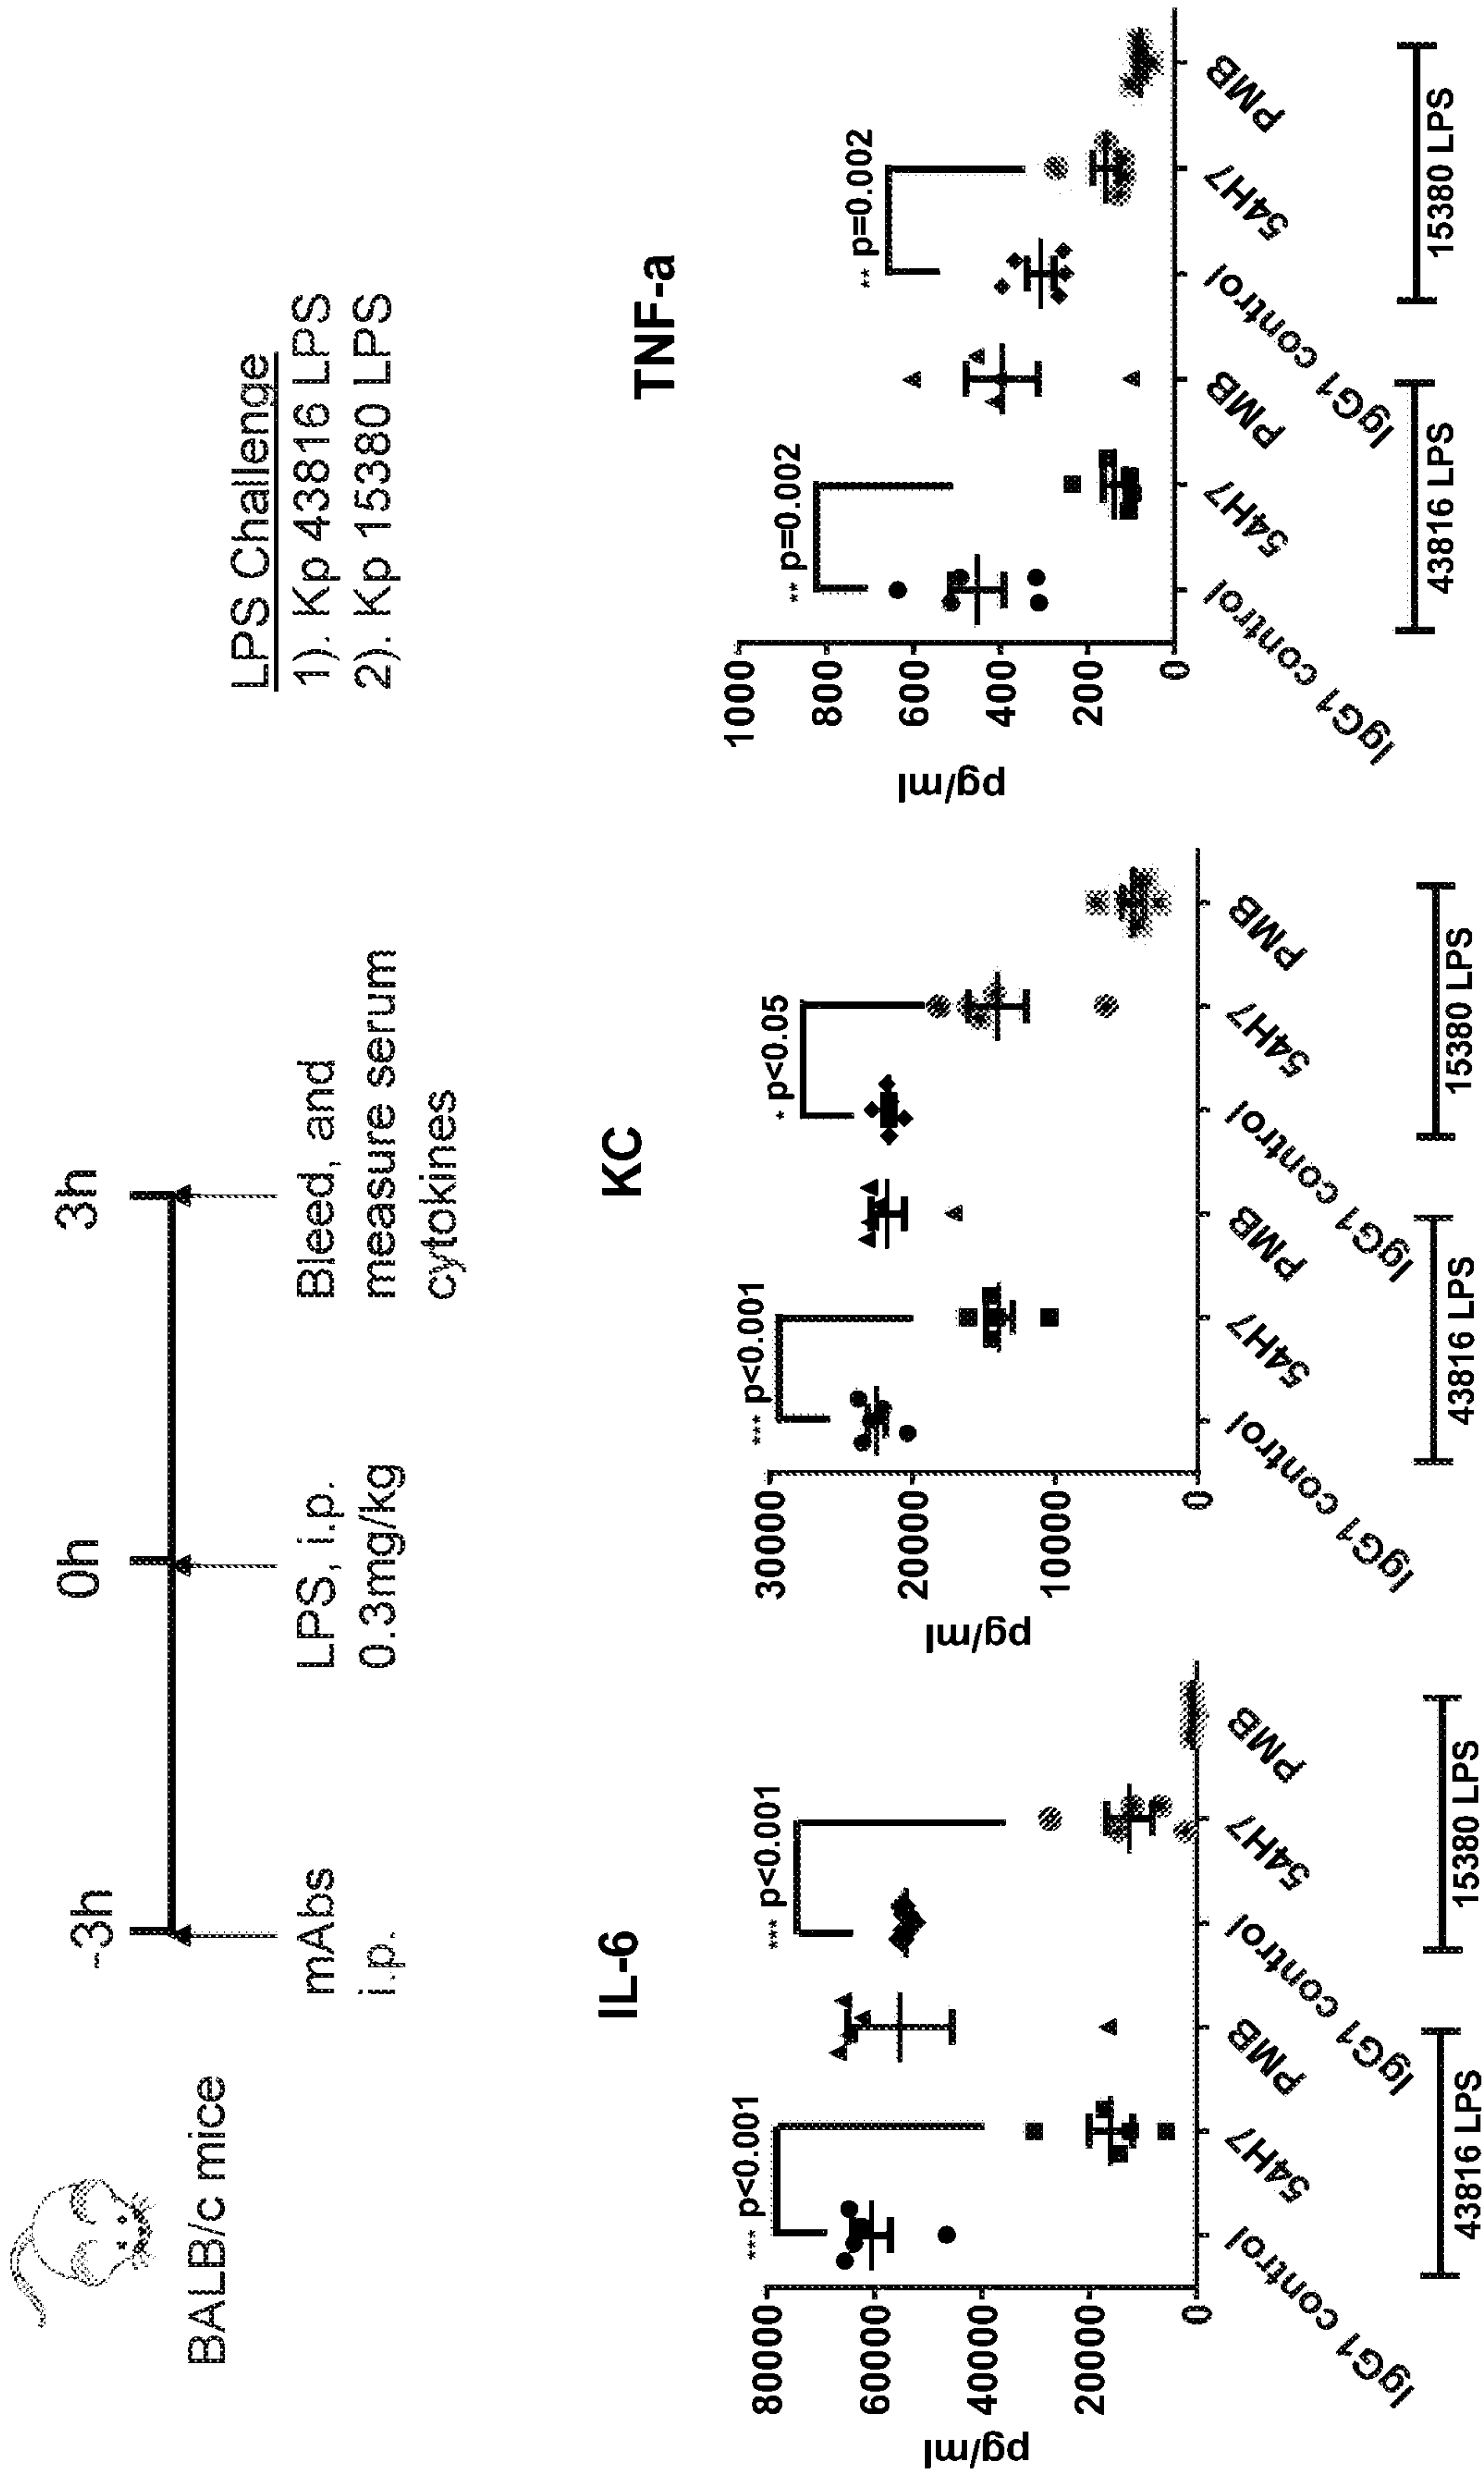 BALB/c mice
-3h
0h
3h
mAbs
i.p.
LPS, i.p.
0.3mg/kg
Bleed, and
measure serum
cytokines
LPS Challenge
1). Kp 43816 LPS
2). Kp 15380 LPS
IL-6
*** p<0.001
*** p<0.001
pg/ml
80000
60000
40000
20000
0
IgG1 control
54H7
PMB
IgG1 control
54H7
PMB
43816 LPS
15380 LPS
KC
*** p<0.001
* p<0.05
pg/ml
30000
20000
10000
0
IgG1 control
54H7
PMB
IgG1 control
54H7
PMB
43816 LPS
15380 LPS
TNF-a
** p=0.002
** p=0.002
pg/ml
1000
800
600
400
200
0
IgG1 control
54H7
PMB
IgG1 control
54H7
PMB
43816 LPS
15380 LPS